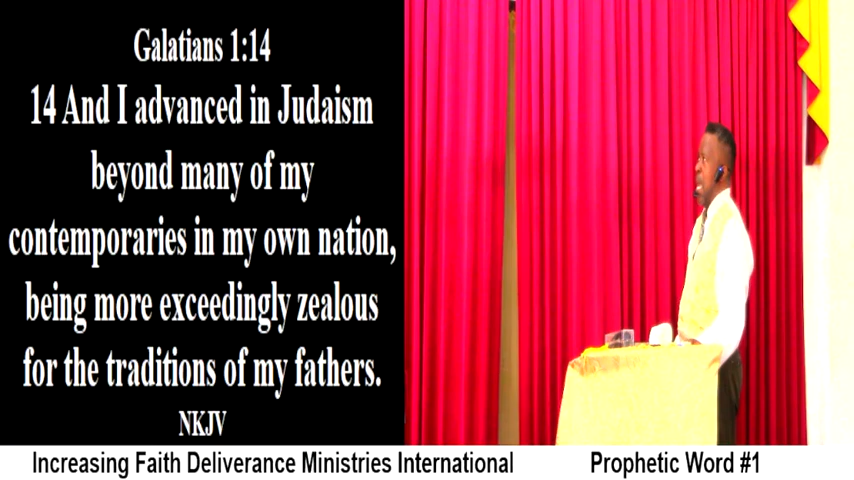 Galatians 1:14
14 And I advanced in Judaism
beyond many of my
contemporaries in my own nation,
being more exceedingly zealous
for the traditions of my fathers.
NKJV
Increasing Faith Deliverance Ministries International
Prophetic Word #1